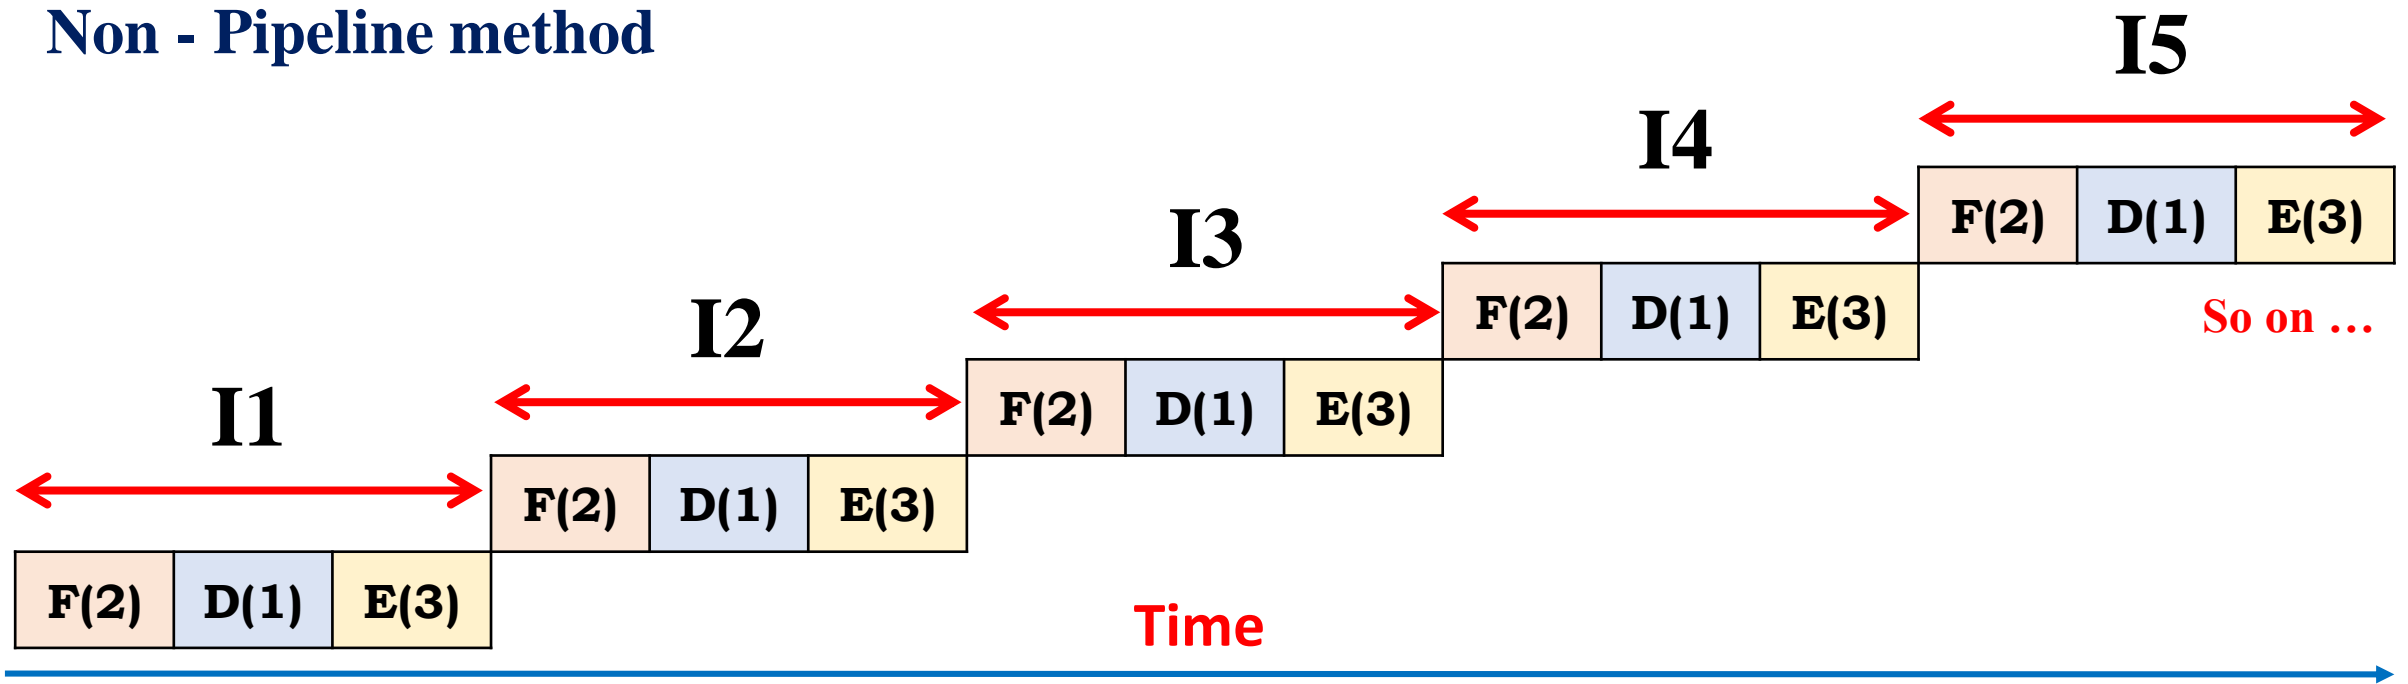 Non - Pipeline method
I5
I4
F(2) D(1) E(3)
I3
F(2) D(1) E(3)
So on …
I2
F(2) D(1) E(3)
I1
F(2) D(1) E(3)
F(2) D(1) E(3)
Time